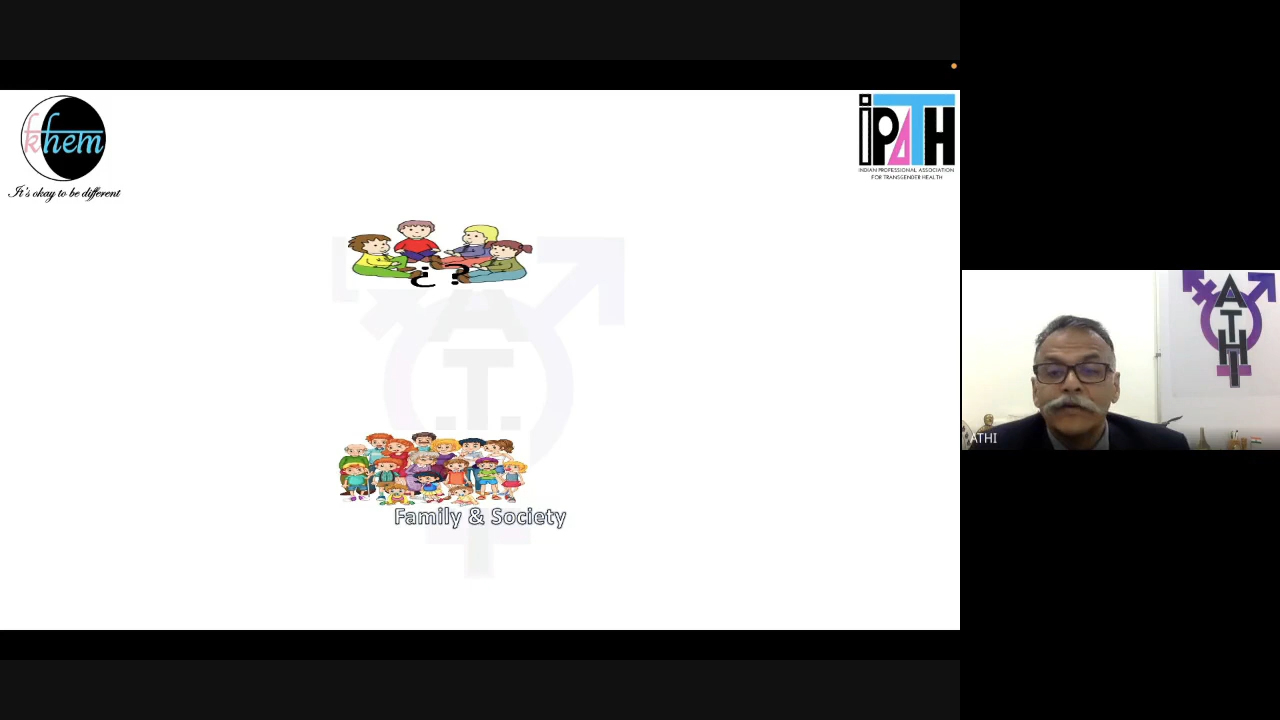 khem
It's okay to be different
iPATH
INDIAN PROFESSIONAL ASSOCIATION
FOR TRANSGENDER HEALTH
¿ ?
A
T
Family & Society
A
T
H
I
ATHI